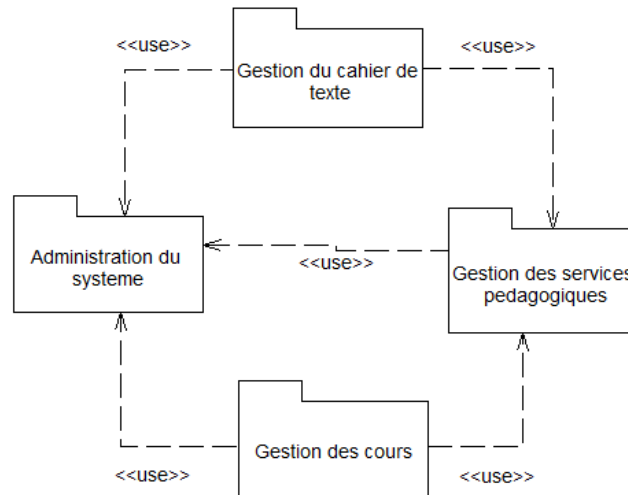 <<use>>
<<use>>
Gestion du cahier de
texte
Administration du
systeme
<<use>>
Gestion des services
pedagogiques
Gestion des cours
<<use>>
<<use>>